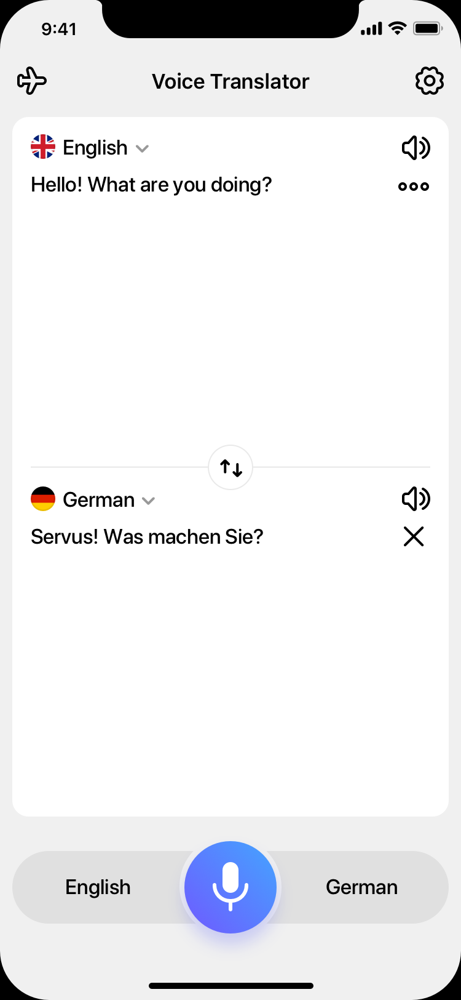 9:41
Voice Translator
English
Hello! What are you doing?
German
Servus! Was machen Sie?
English
German